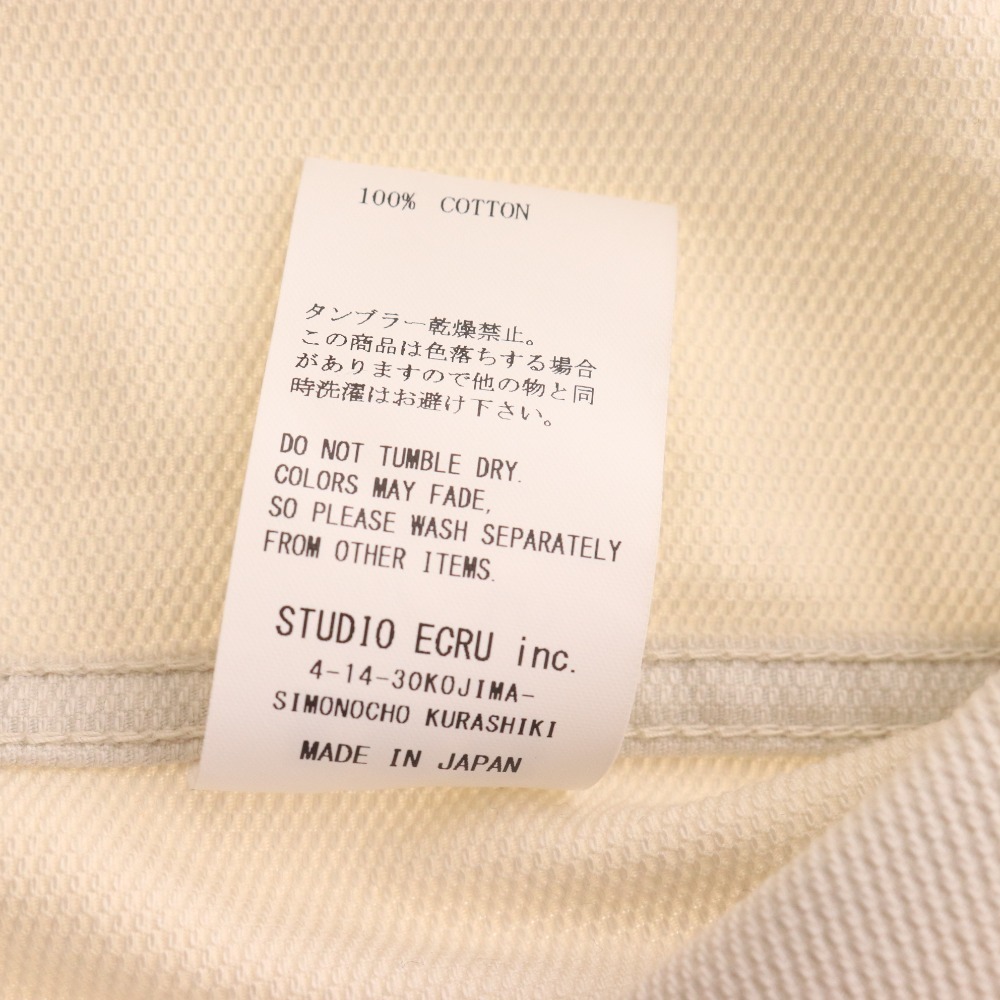 100% COTTON
タンブラー乾燥禁止。
この商品は色落ちする場合
がありますので他の物と同
時洗濯はお避け下さい。
DO NOT TUMBLE DRY.
COLORS MAY FADE,
SO PLEASE WASH SEPARATELY
FROM OTHER ITEMS.
STUDIO ECRU inc.
4-14-30KOJIMA-
SIMONOCHO KURASHIKI
MADE IN JAPAN